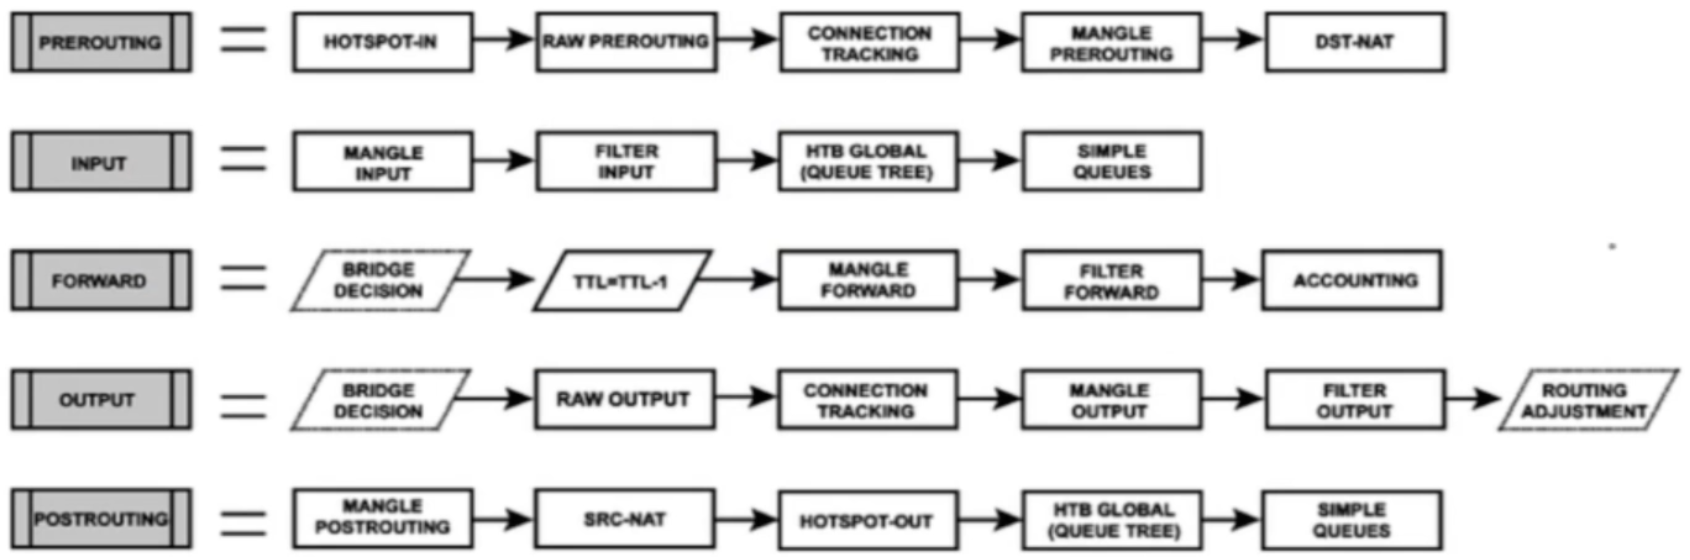 PREROUTING
HOTSPOT-IN
RAW PREROUTING
CONNECTION
TRACKING
MANGLE
PREROUTING
DST-NAT
INPUT
MANGLE
INPUT
FILTER
INPUT
HTB GLOBAL
(QUEUE TREE)
SIMPLE
QUEUES
FORWARD
BRIDGE
DECISION
TTL=TTL-1
MANGLE
FORWARD
FILTER
FORWARD
ACCOUNTING
OUTPUT
BRIDGE
DECISION
RAW OUTPUT
CONNECTION
TRACKING
MANGLE
OUTPUT
FILTER
OUTPUT
ROUTING
ADJUSTMENT
POSTROUTING
MANGLE
POSTROUTING
SRC-NAT
HOTSPOT-OUT
HTB GLOBAL
(QUEUE TREE)
SIMPLE
QUEUES